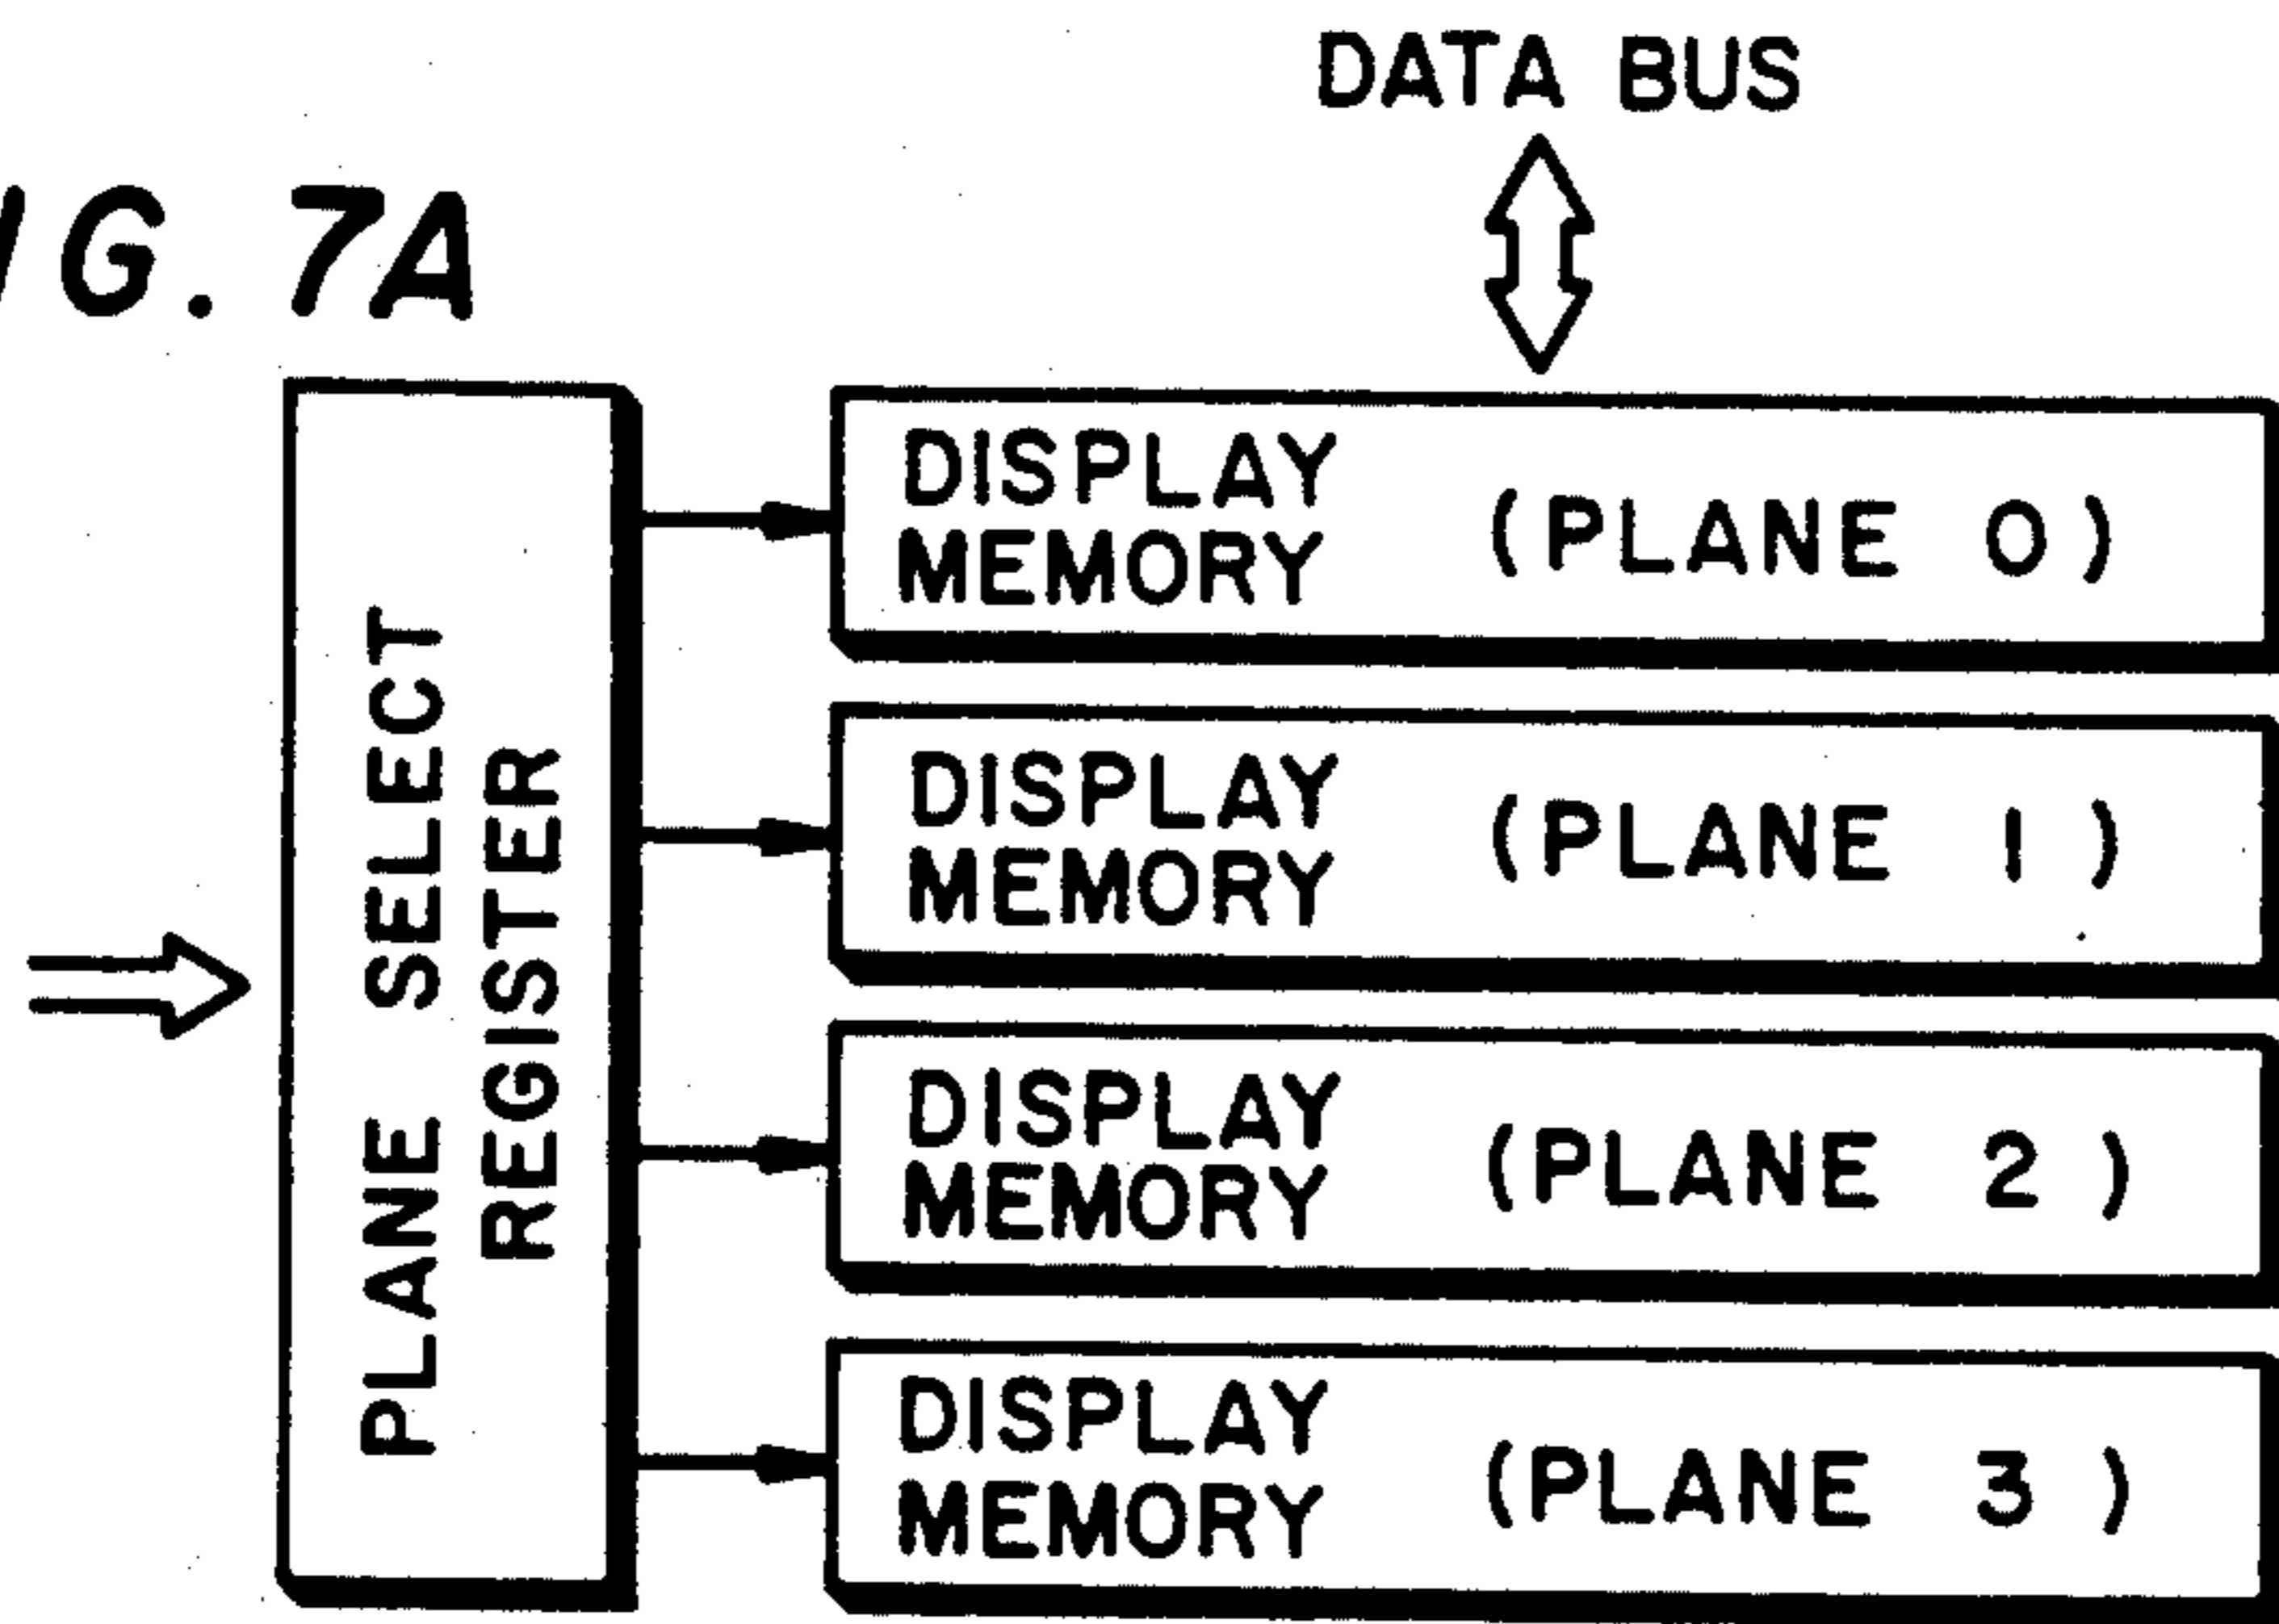 DATA BUS
IG. 7A
PLANE SELECT
REGISTER
DISPLAY
MEMORY (PLANE 0)
DISPLAY
MEMORY (PLANE 1)
DISPLAY
MEMORY (PLANE 2)
DISPLAY
MEMORY (PLANE 3)